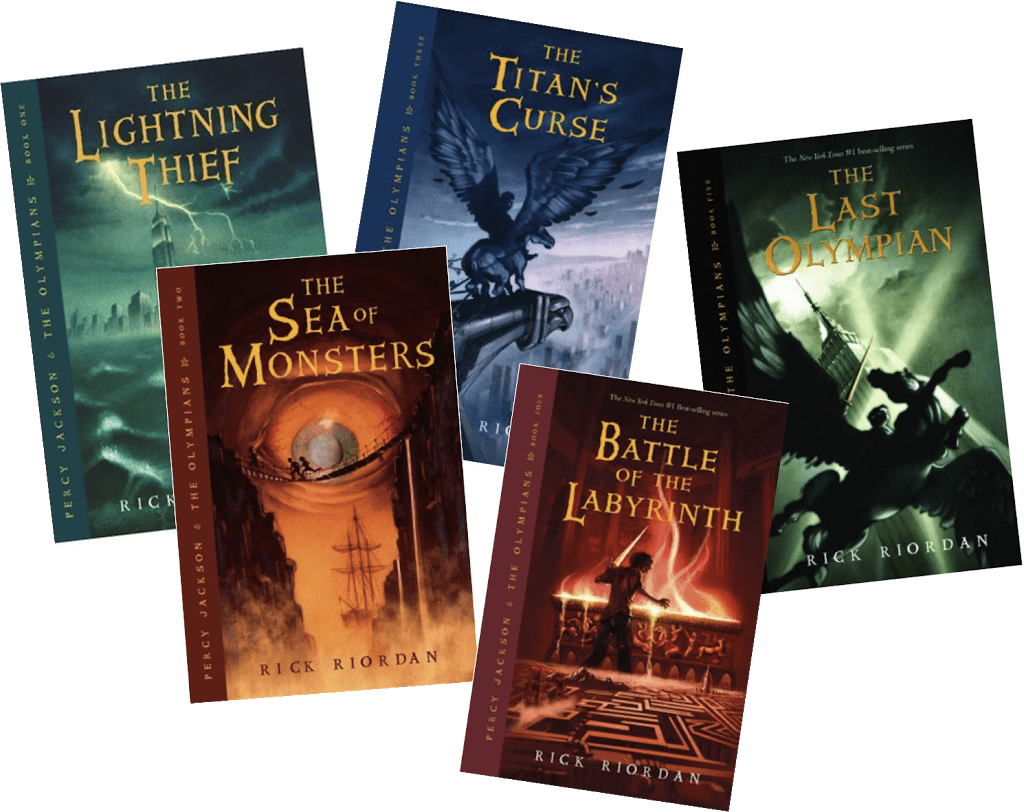 THE
LIGHTNING
THIEF
RICK
PERCY JACKSON & THE OLYMPIANS BOOK ONE
THE
SEA OF
MONSTERS
RICK RIORDAN
PERCY JACKSON & THE OLYMPIANS BOOK TWO
THE
TITAN'S
CURSE
THE OLYMPIANS BOOK THREE
The New York Times #1 Best-selling series
THE
BATTLE
OF THE
LABYRINTH
RICK RIORDAN
PERCY JACKSON & THE OLYMPIANS BOOK FOUR
The New York Times #1 best-selling series
THE
LAST
OLYMPIAN
RICK RIORDAN
THE OLYMPIANS BOOK FIVE